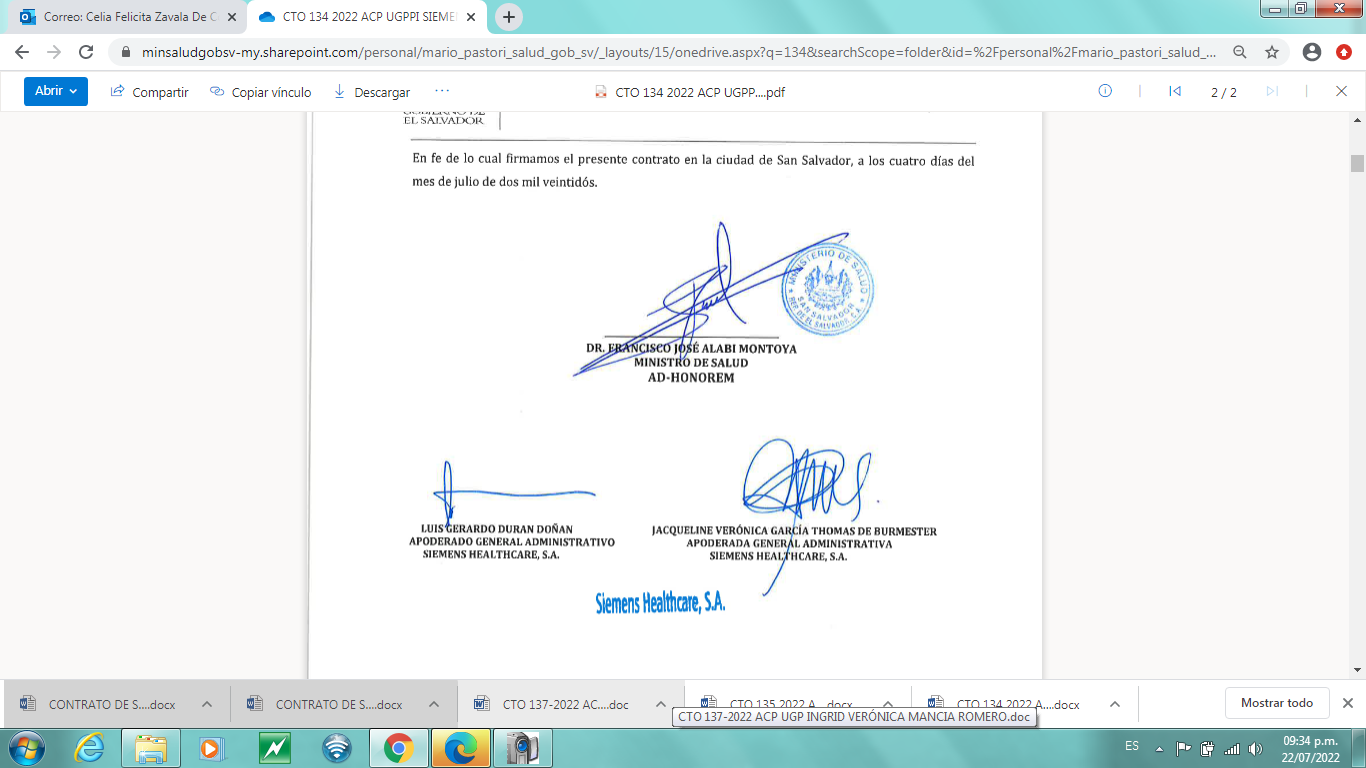 Correo: Celia Felicita Zavala De C
CTO 134 2022 ACP UGPPI SIEME
minsaludgobsv-my.sharepoint.com/personal/mario_pastori_salud_gob_sv/_layouts/15/onedrive.aspx?q=134&searchScope=folder&id=%2Fpersonal%2Fmario_pastori_salud_...
Abrir
Compartir
Copiar vínculo
Descargar
...
CTO 134 2022 ACP UGPP....pdf
2 / 2
GOBIERNO DE
EL SALVADOR
En fe de lo cual firmamos el presente contrato en la ciudad de San Salvador, a los cuatro días del
mes de julio de dos mil veintidós.
MINISTERIO DE SALUD
SAN SALVADOR
REP. DE EL SALVADOR, C.A.
DR. FRANCISCO JOSÉ ALABI MONTOYA
MINISTRO DE SALUD
AD-HONOREM
LUIS GERARDO DURAN DOÑAN
APODERADO GENERAL ADMINISTRATIVO
SIEMENS HEALTHCARE, S.A.
JACQUELINE VERÓNICA GARCÍA THOMAS DE BURMESTER
APODERADA GENERAL ADMINISTRATIVA
SIEMENS HEALTHCARE, S.A.
Siemens Healthcare, S.A.
CONTRATO DE S....docx
CONTRATO DE S....docx
CTO 137-2022 AC....doc
CTO 135 2022 A....docx
CTO 134 2022 A....docx
Mostrar todo
CTO 137-2022 ACP UGP INGRID VERÓNICA MANCIA ROMERO.doc
ES
09:34 p.m.
22/07/2022